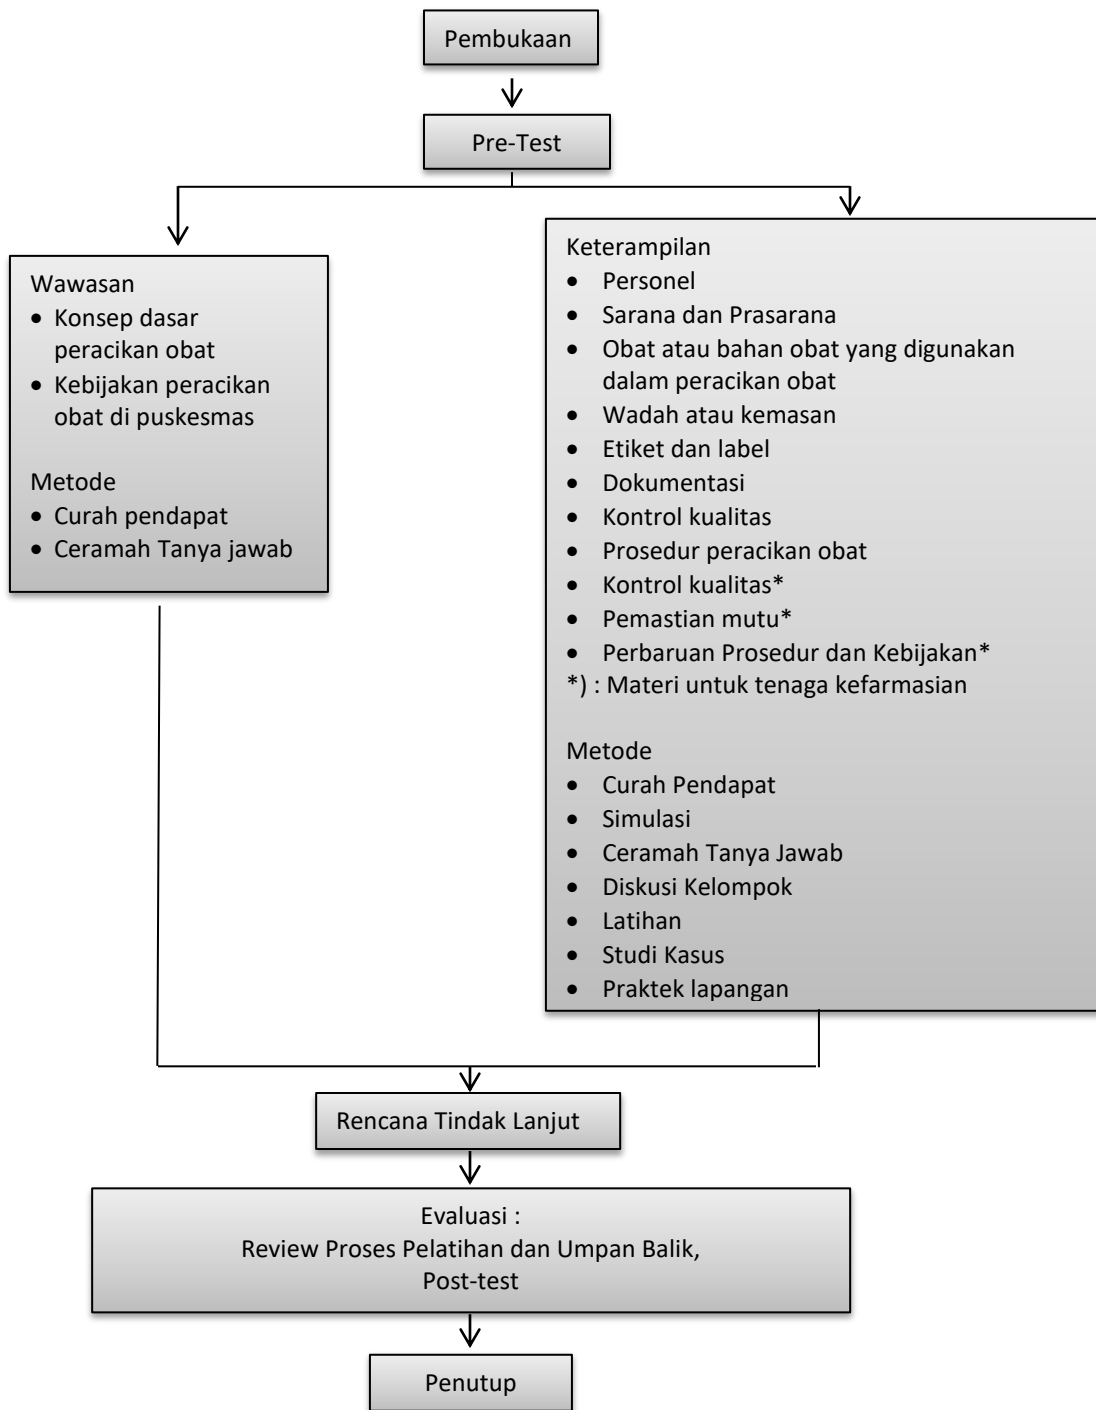 Pembukaan
Pre-Test
Wawasan
• Konsep dasar
peracikan obat
• Kebijakan peracikan
obat di puskesmas
Metode
• Curah pendapat
• Ceramah Tanya jawab
Keterampilan
• Personel
• Sarana dan Prasarana
• Obat atau bahan obat yang digunakan
dalam peracikan obat
• Wadah atau kemasan
• Etiket dan label
• Dokumentasi
• Kontrol kualitas
• Prosedur peracikan obat
• Kontrol kualitas*
• Pemastian mutu*
• Perbaruan Prosedur dan Kebijakan*
*) : Materi untuk tenaga kefarmasian
Metode
• Curah Pendapat
• Simulasi
• Ceramah Tanya Jawab
• Diskusi Kelompok
• Latihan
• Studi Kasus
• Praktek lapangan
Rencana Tindak Lanjut
Evaluasi :
Review Proses Pelatihan dan Umpan Balik,
Post-test
Penutup